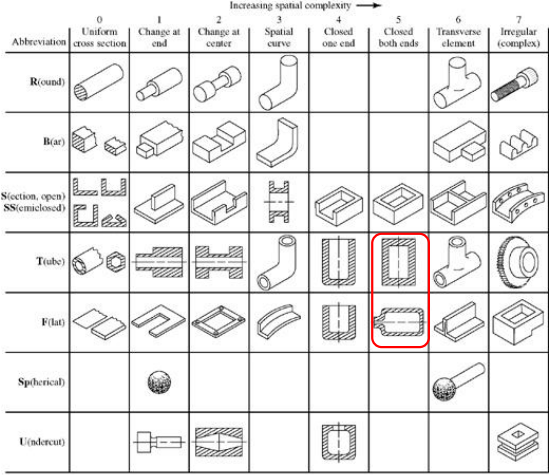 Increasing spatial complexity
0 1 2 3 4 5 6 7
Abbreviation
Uniform cross section
Change at end
Change at center
Spatial curve
Closed one end
Closed both ends
Transverse element
Irregular (complex)
R(ound)
B(ar)
S(ection, open)
SS(emiclosed)
T(ube)
F(lat)
Sp(herical)
U(ndercut)